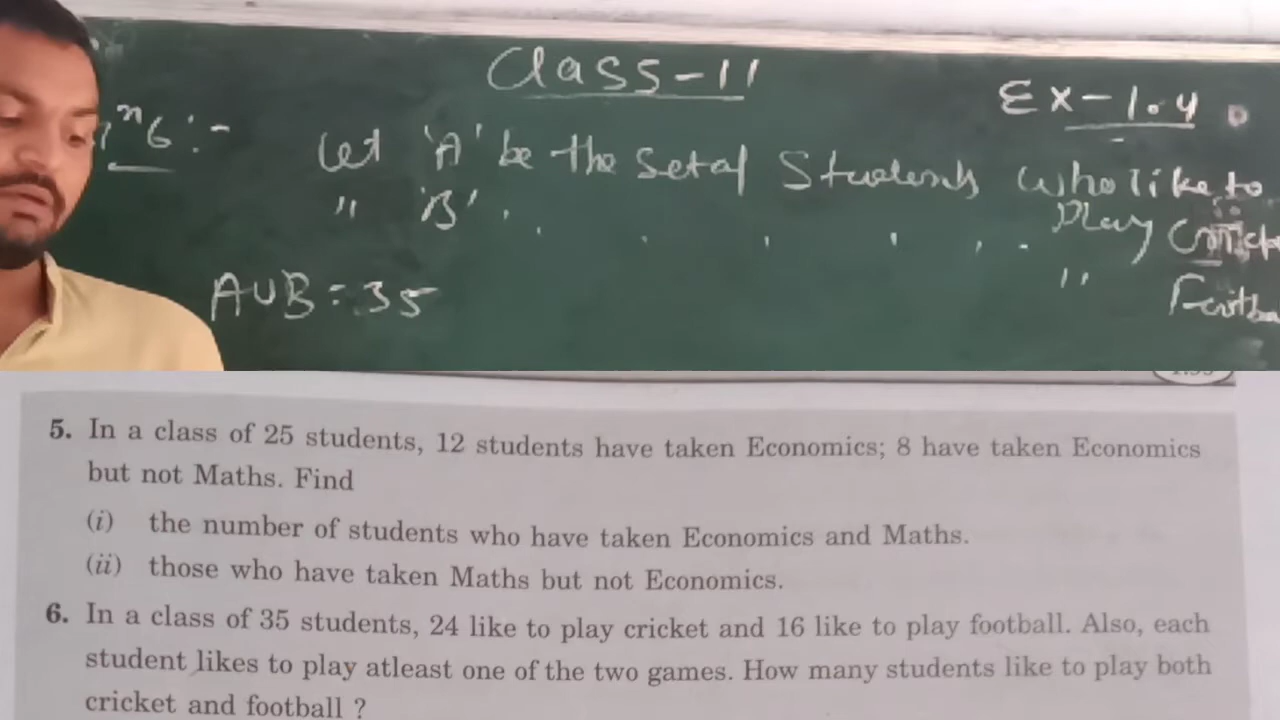 Class-11
Ex-1.4
n6:-
Let 'A' be the set of Students who like to
Play
" 'B'
"
AUB=35
5. In a class of 25 students, 12 students have taken Economics; 8 have taken Economics
but not Maths. Find
(i) the number of students who have taken Economics and Maths.
(ii) those who have taken Maths but not Economics.
6. In a class of 35 students, 24 like to play cricket and 16 like to play football. Also, each
student likes to play atleast one of the two games. How many students like to play both
cricket and football ?